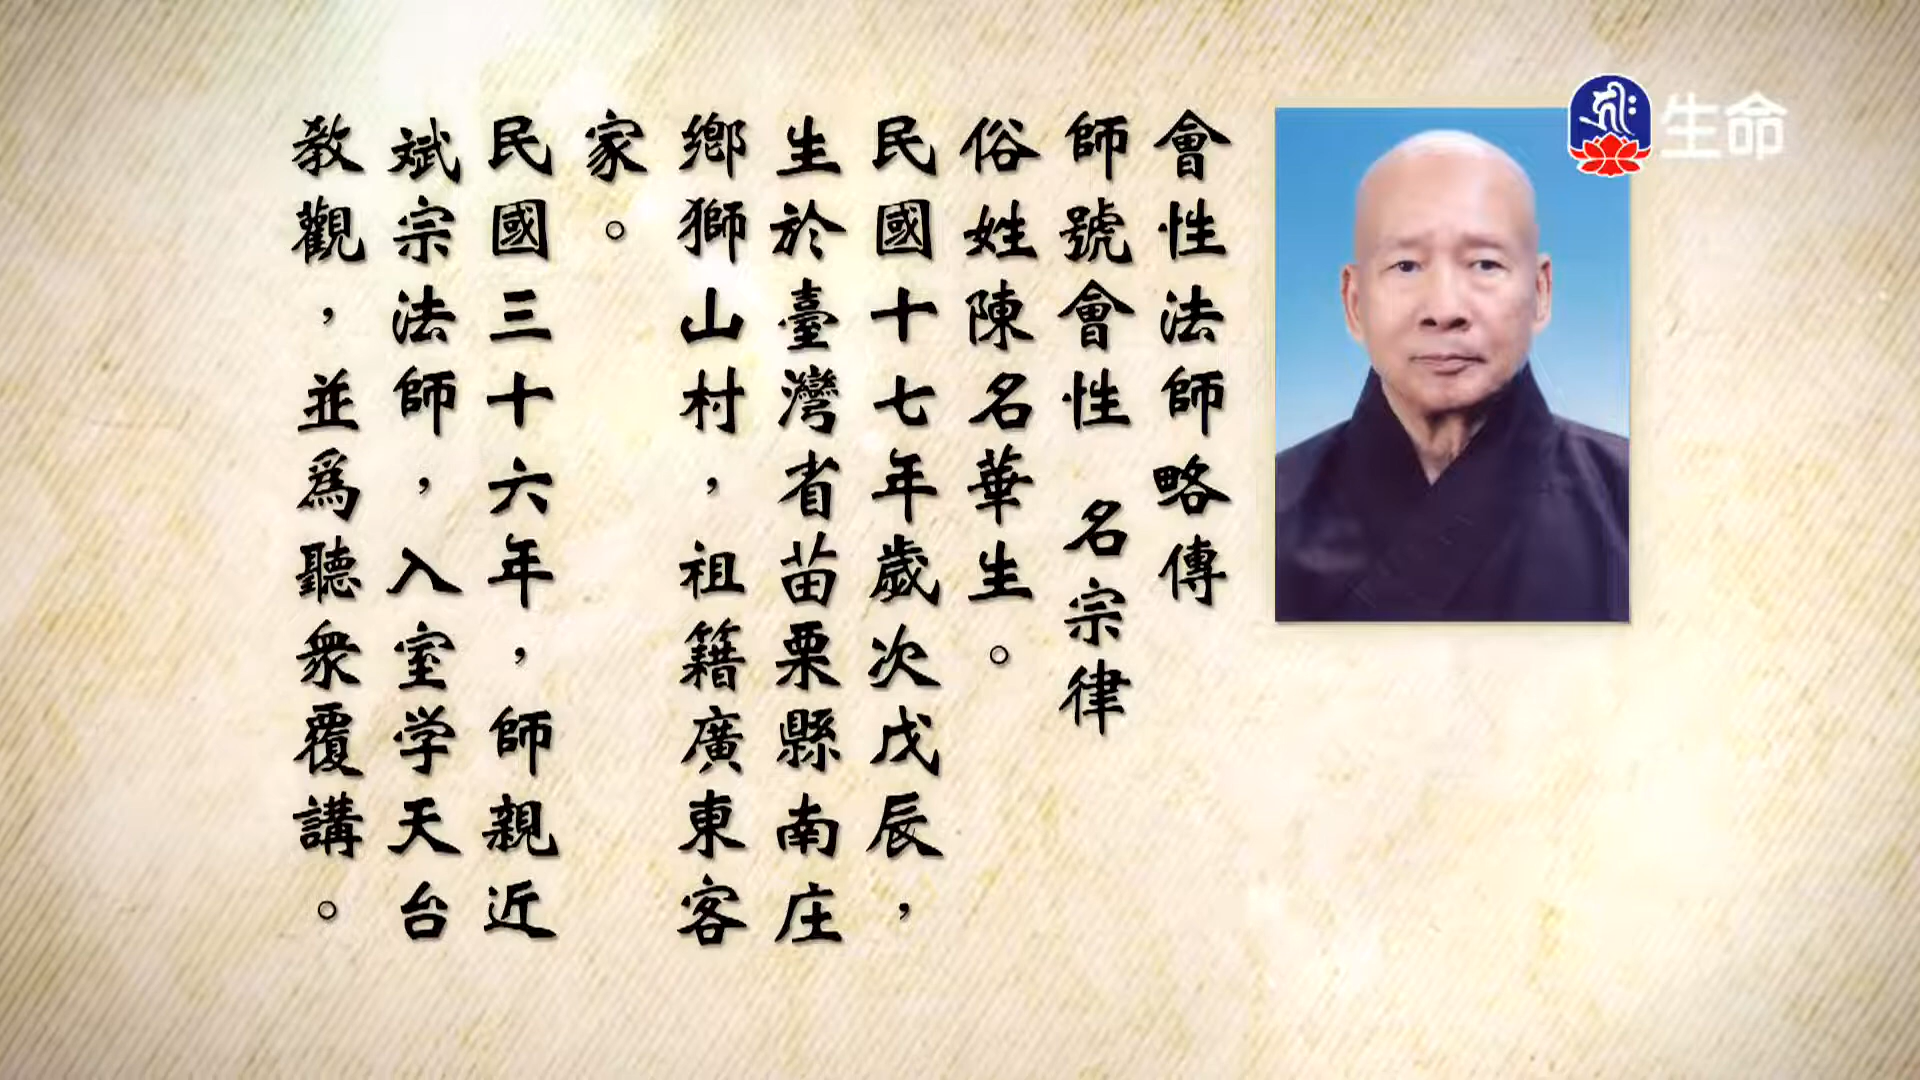 會性法師略傳
師號會性 名宗律
俗姓陳名華生。
民國十七年歲次戊辰，
生於臺灣省苗栗縣南庄
鄉獅山村，祖籍廣東客
家。
民國三十六年，師親近
斌宗法師，入室学天台
教觀，並為聽衆覆講。
生命